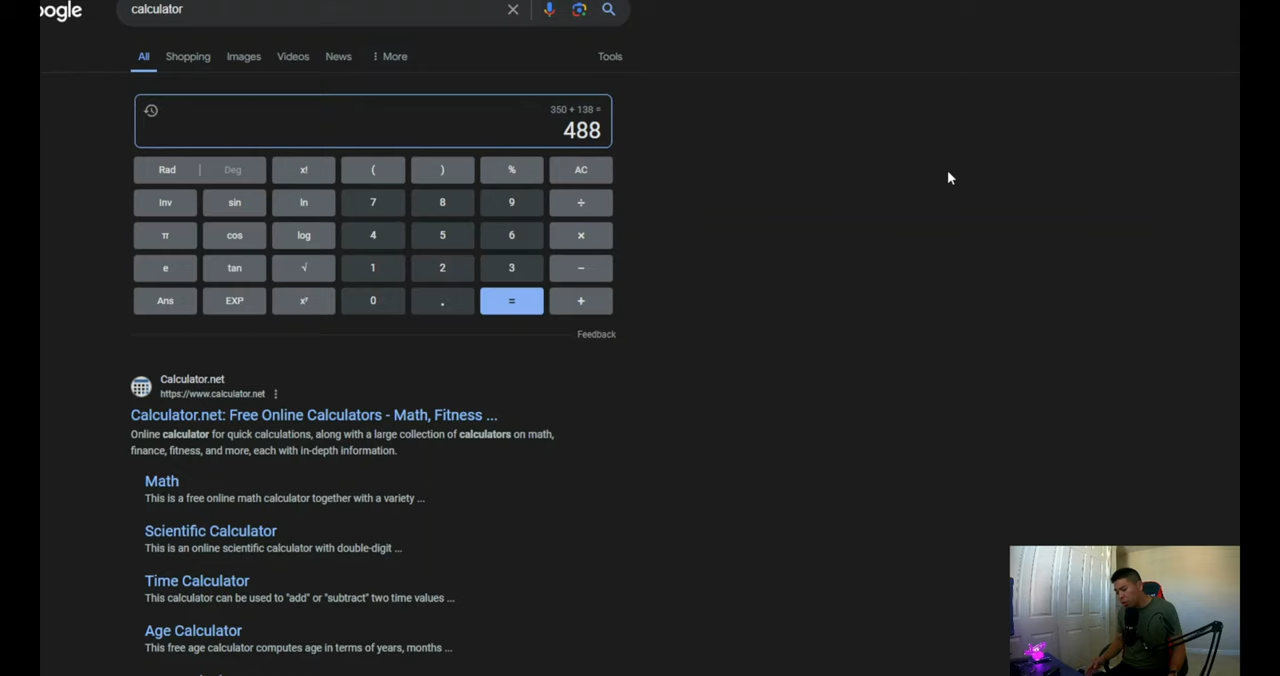 oogle
calculator
All Shopping Images Videos News More Tools
350 + 138 =
488
Rad | Deg x! ( ) % AC
Inv sin ln 7 8 9 ÷
π cos log 4 5 6 ×
e tan √ 1 2 3 −
Ans EXP xʸ 0 . = +
Feedback
Calculator.net
https://www.calculator.net
Calculator.net: Free Online Calculators - Math, Fitness ...
Online calculator for quick calculations, along with a large collection of calculators on math,
finance, fitness, and more, each with in-depth information.
Math
This is a free online math calculator together with a variety ...
Scientific Calculator
This is an online scientific calculator with double-digit ...
Time Calculator
This calculator can be used to "add" or "subtract" two time values ...
Age Calculator
This free age calculator computes age in terms of years, months ...